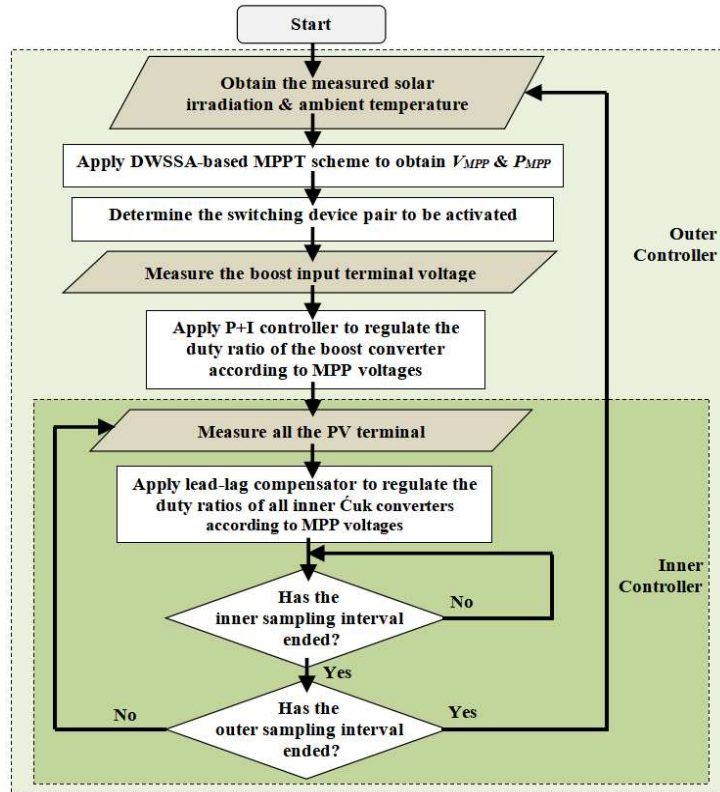 Start
Obtain the measured solar
irradiation & ambient temperature
Apply DWSSA-based MPPT scheme to obtain VMPP & PMPP
Determine the switching device pair to be activated
Measure the boost input terminal voltage
Apply P+I controller to regulate the
duty ratio of the boost converter
according to MPP voltages
Outer
Controller
Measure all the PV terminal
Apply lead-lag compensator to regulate the
duty ratios of all inner Ćuk converters
according to MPP voltages
Has the
inner sampling interval
ended?
No
Inner
Controller
Yes
Has the
outer sampling interval
ended?
No
Yes